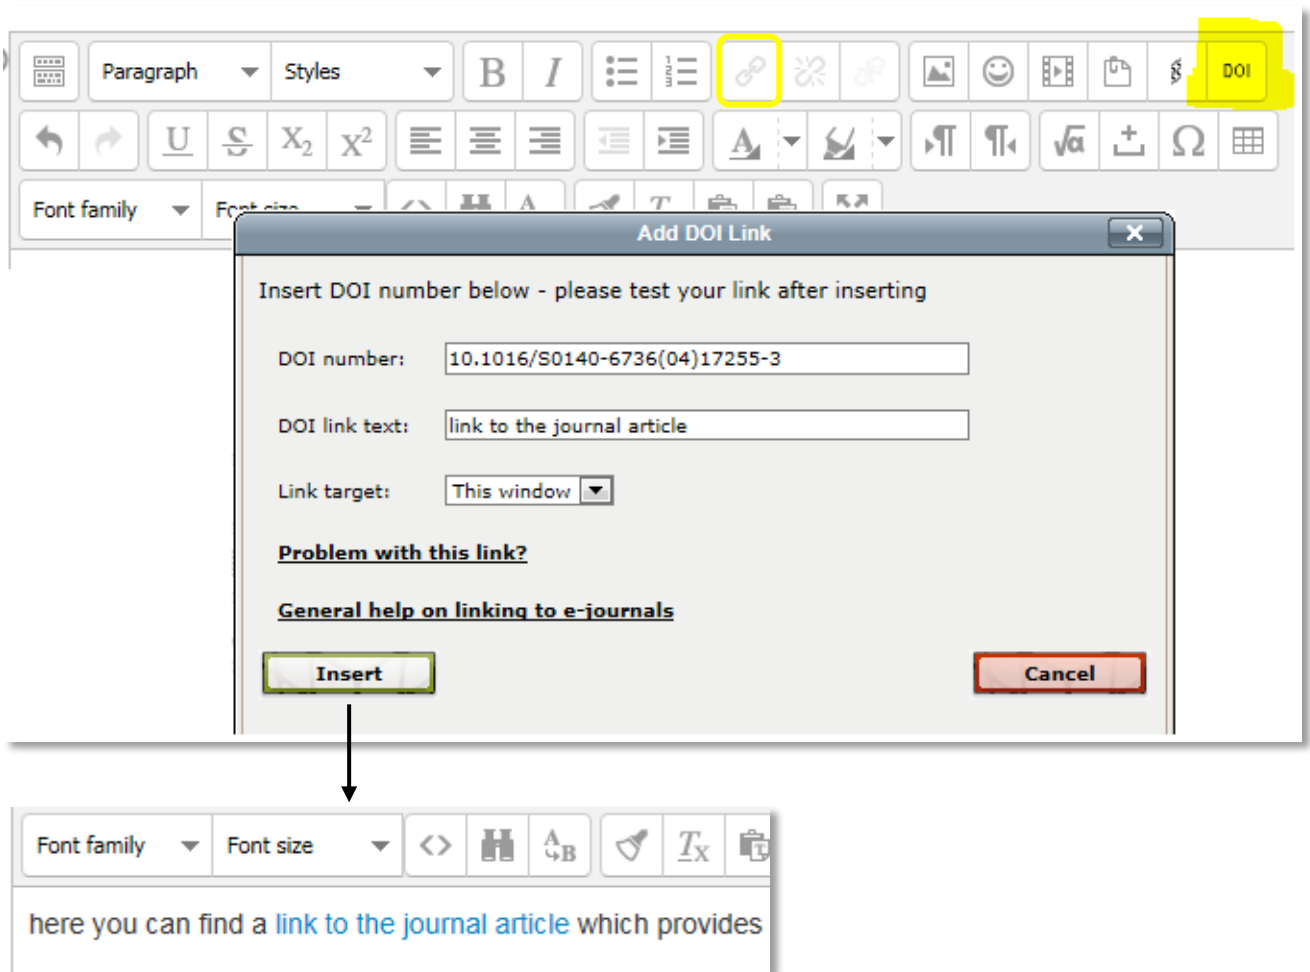 Paragraph Styles B I DOI
U S X2 X2 A Ω
Font family Font size A T
Add DOI Link X
Insert DOI number below - please test your link after inserting
DOI number: 10.1016/S0140-6736(04)17255-3
DOI link text: link to the journal article
Link target: This window
Problem with this link?
General help on linking to e-journals
Insert Cancel
Font family Font size <> A B Tx
here you can find a link to the journal article which provides